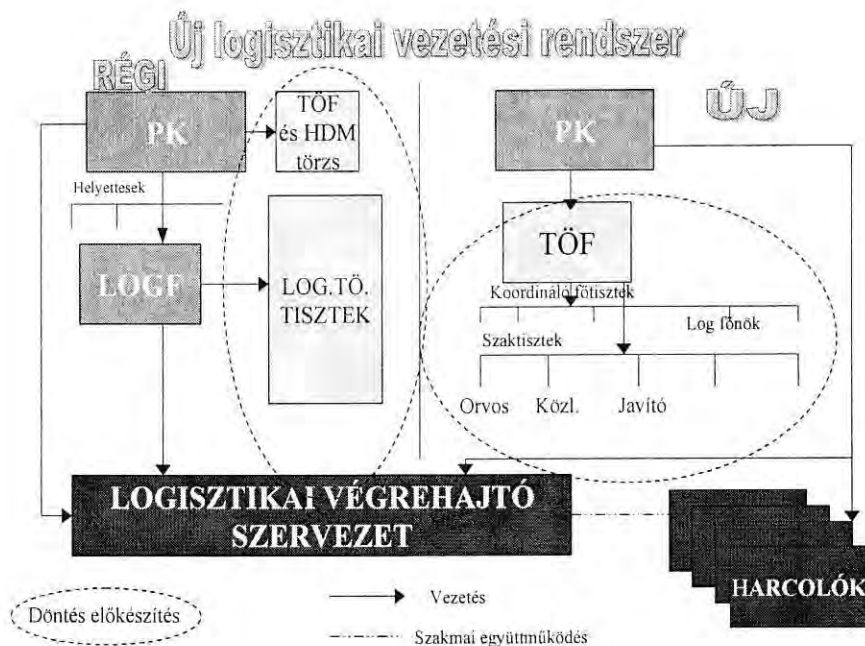 Új logisztikai vezetési rendszer
RÉGI
PK
TÖF
és HDM
törzs
Helyettesek
LOGF
LOG.TÖ.
TISZTEK
ÚJ
PK
TÖF
Koordináló főtisztek
Log főnök
Szaktisztek
Orvos Közl. Javító
LOGISZTIKAI VÉGREHAJTÓ
SZERVEZET
HARCOLÓK
Döntés előkészítés
Vezetés
Szakmai együttműködés